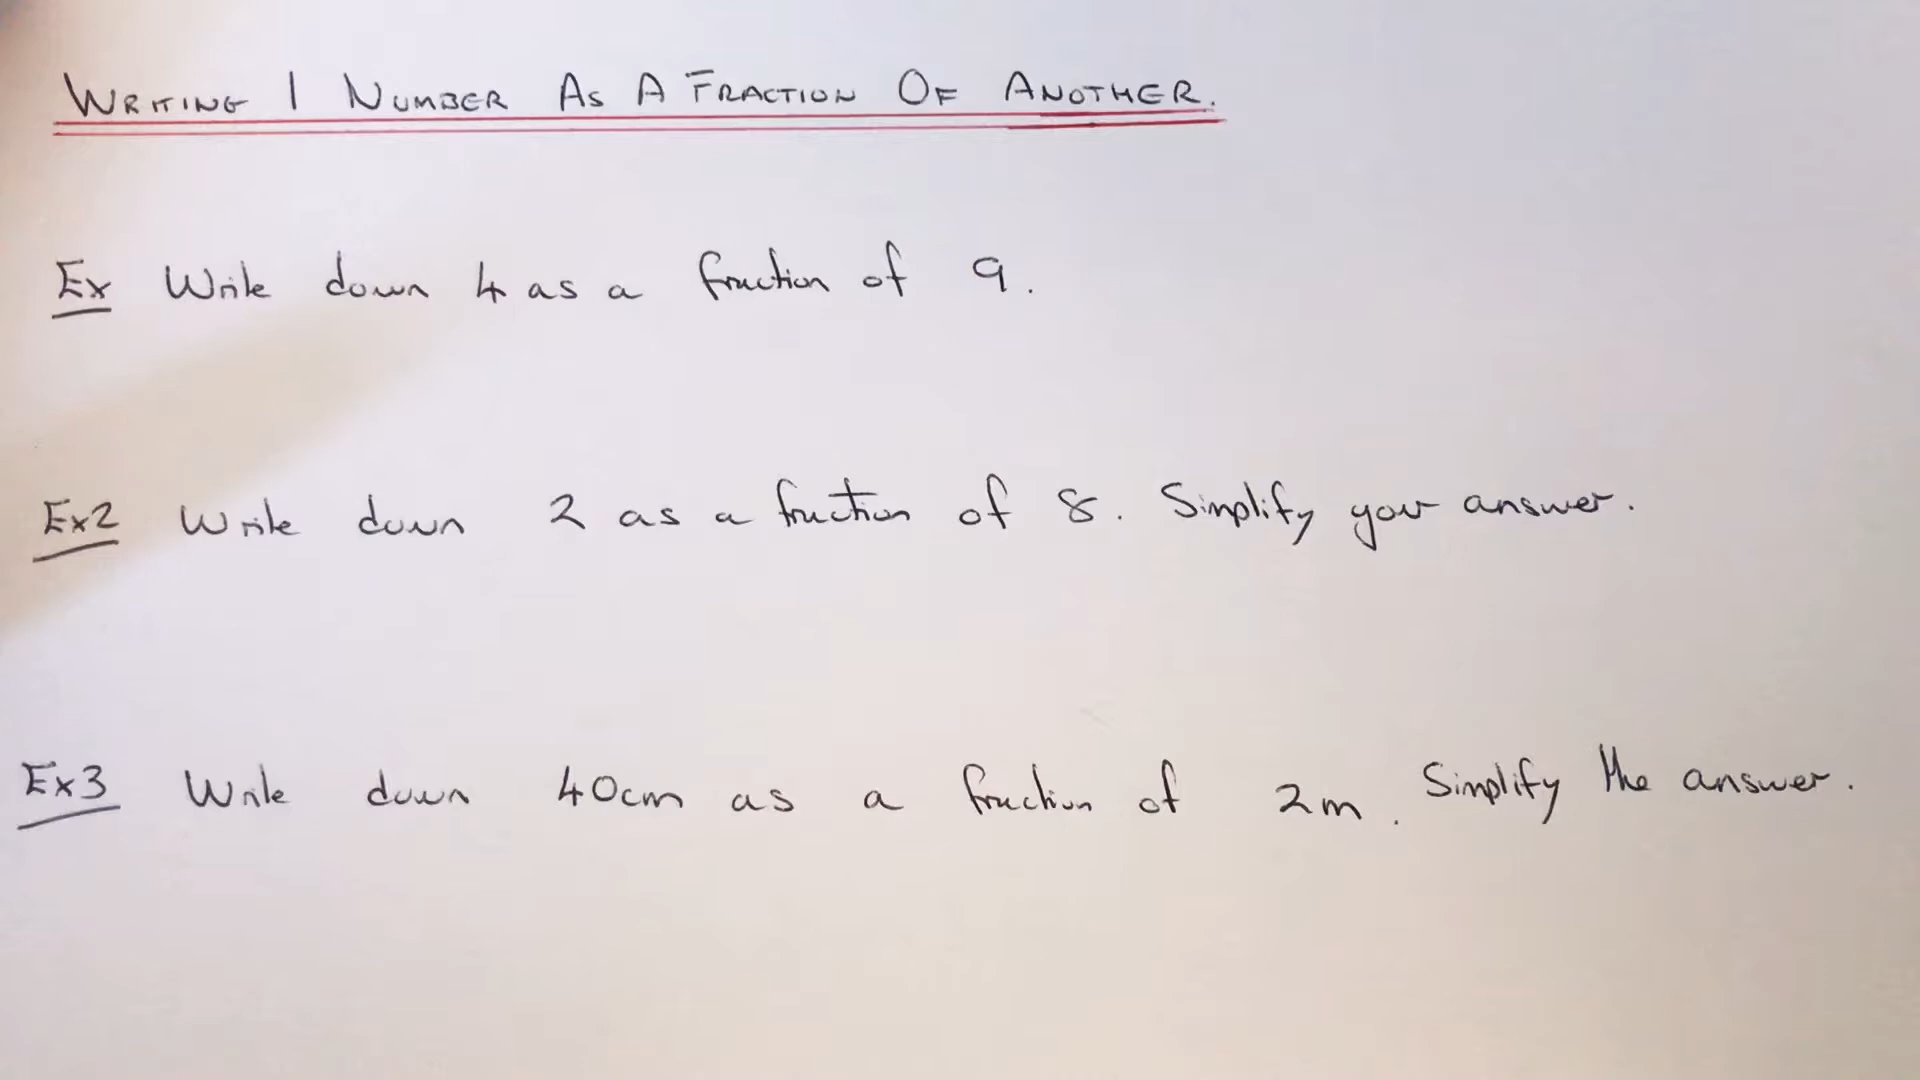 WRITING 1 NUMBER AS A FRACTION OF ANOTHER.
Ex Write down 4 as a fraction of 9.
Ex2 Write down 2 as a fraction of 8. Simplify your answer.
Ex3 Write down 40cm as a fraction of 2m. Simplify the answer.